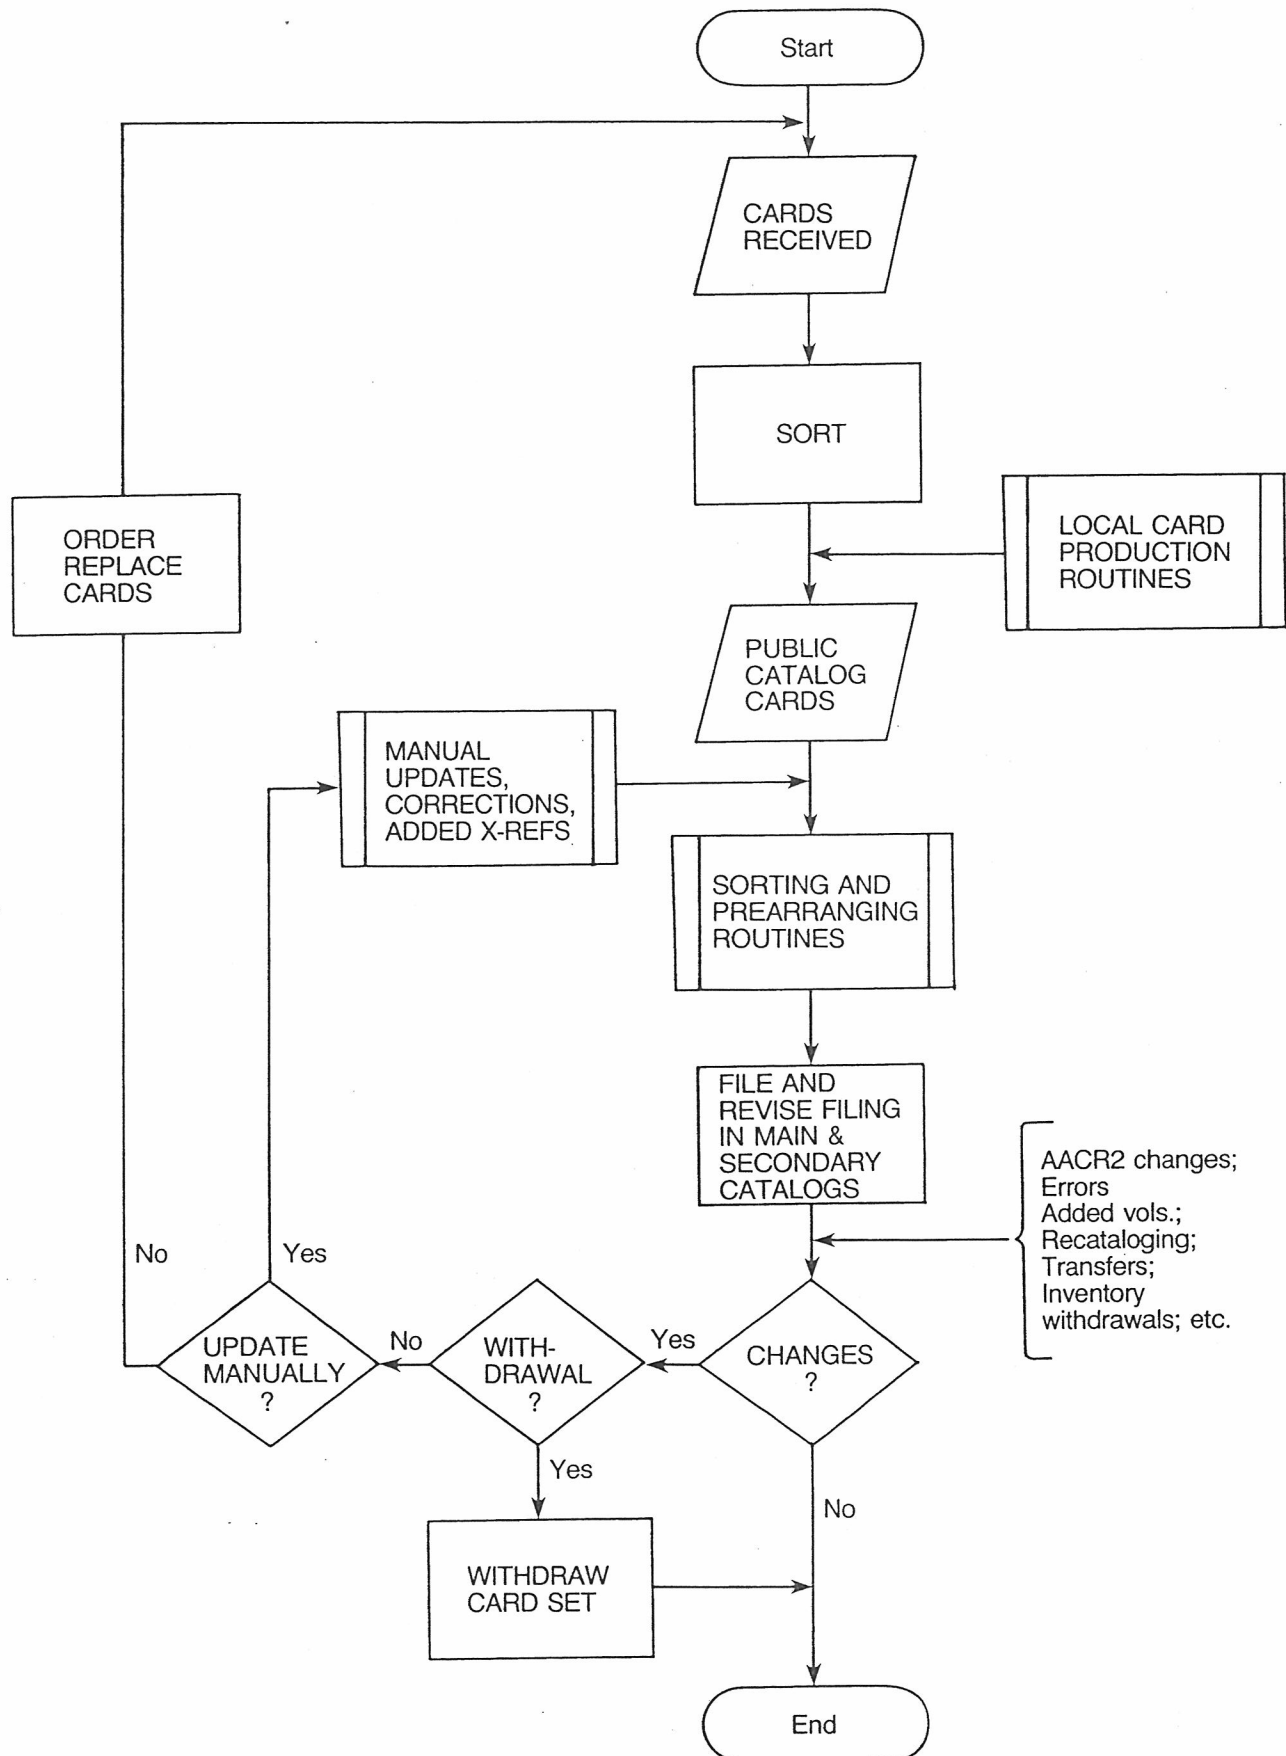 Start
CARDS
RECEIVED
SORT
LOCAL CARD
PRODUCTION
ROUTINES
ORDER
REPLACE
CARDS
PUBLIC
CATALOG
CARDS
MANUAL
UPDATES,
CORRECTIONS,
ADDED X-REFS
SORTING AND
PREARRANGING
ROUTINES
FILE AND
REVISE FILING
IN MAIN &
SECONDARY
CATALOGS
AACR2 changes;
Errors
Added vols.;
Recataloging;
Transfers;
Inventory
withdrawals; etc.
No
Yes
UPDATE
MANUALLY
?
No
WITH-
DRAWAL
?
Yes
CHANGES
?
Yes
No
WITHDRAW
CARD SET
End